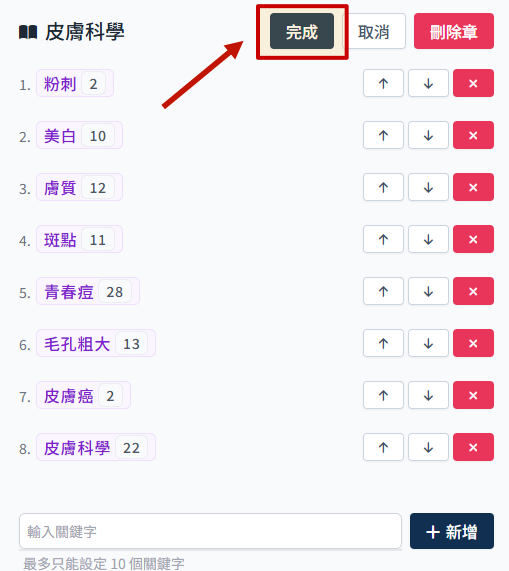 皮膚科學 完成 取消 刪除章
1. 粉刺 2 ↑ ↓ ×
2. 美白 10 ↑ ↓ ×
3. 膚質 12 ↑ ↓ ×
4. 斑點 11 ↑ ↓ ×
5. 青春痘 28 ↑ ↓ ×
6. 毛孔粗大 13 ↑ ↓ ×
7. 皮膚癌 2 ↑ ↓ ×
8. 皮膚科學 22 ↑ ↓ ×
輸入關鍵字 + 新增
最多只能設定 10 個關鍵字